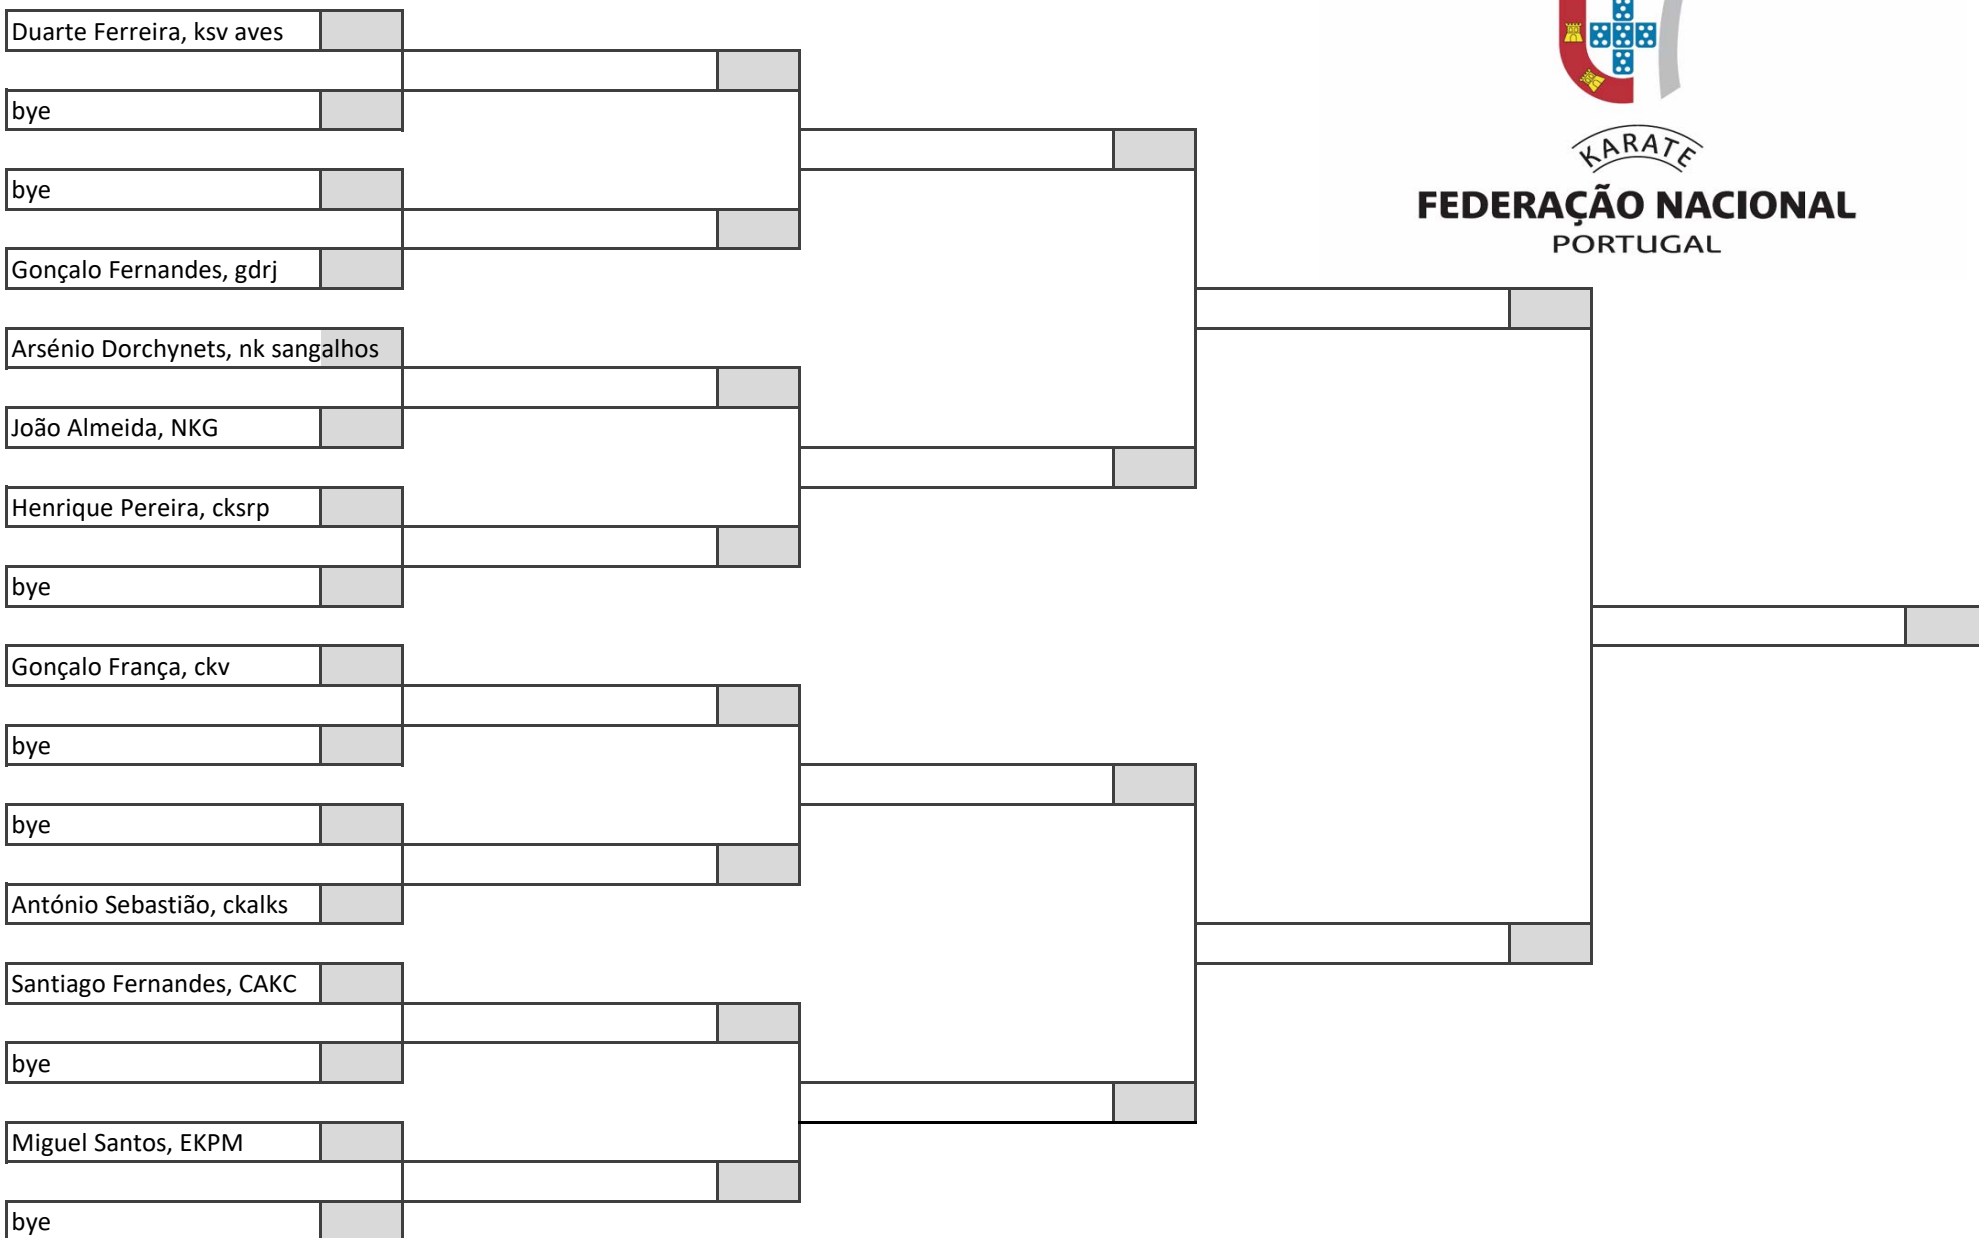 Duarte Ferreira, ksv aves
bye
bye
Gonçalo Fernandes, gdrj
Arsénio Dorchynets, nk sangalhos
João Almeida, NKG
Henrique Pereira, cksrp
bye
Gonçalo França, ckv
bye
bye
António Sebastião, ckalks
Santiago Fernandes, CAKC
bye
Miguel Santos, EKPM
bye
KARATE
FEDERAÇÃO NACIONAL
PORTUGAL